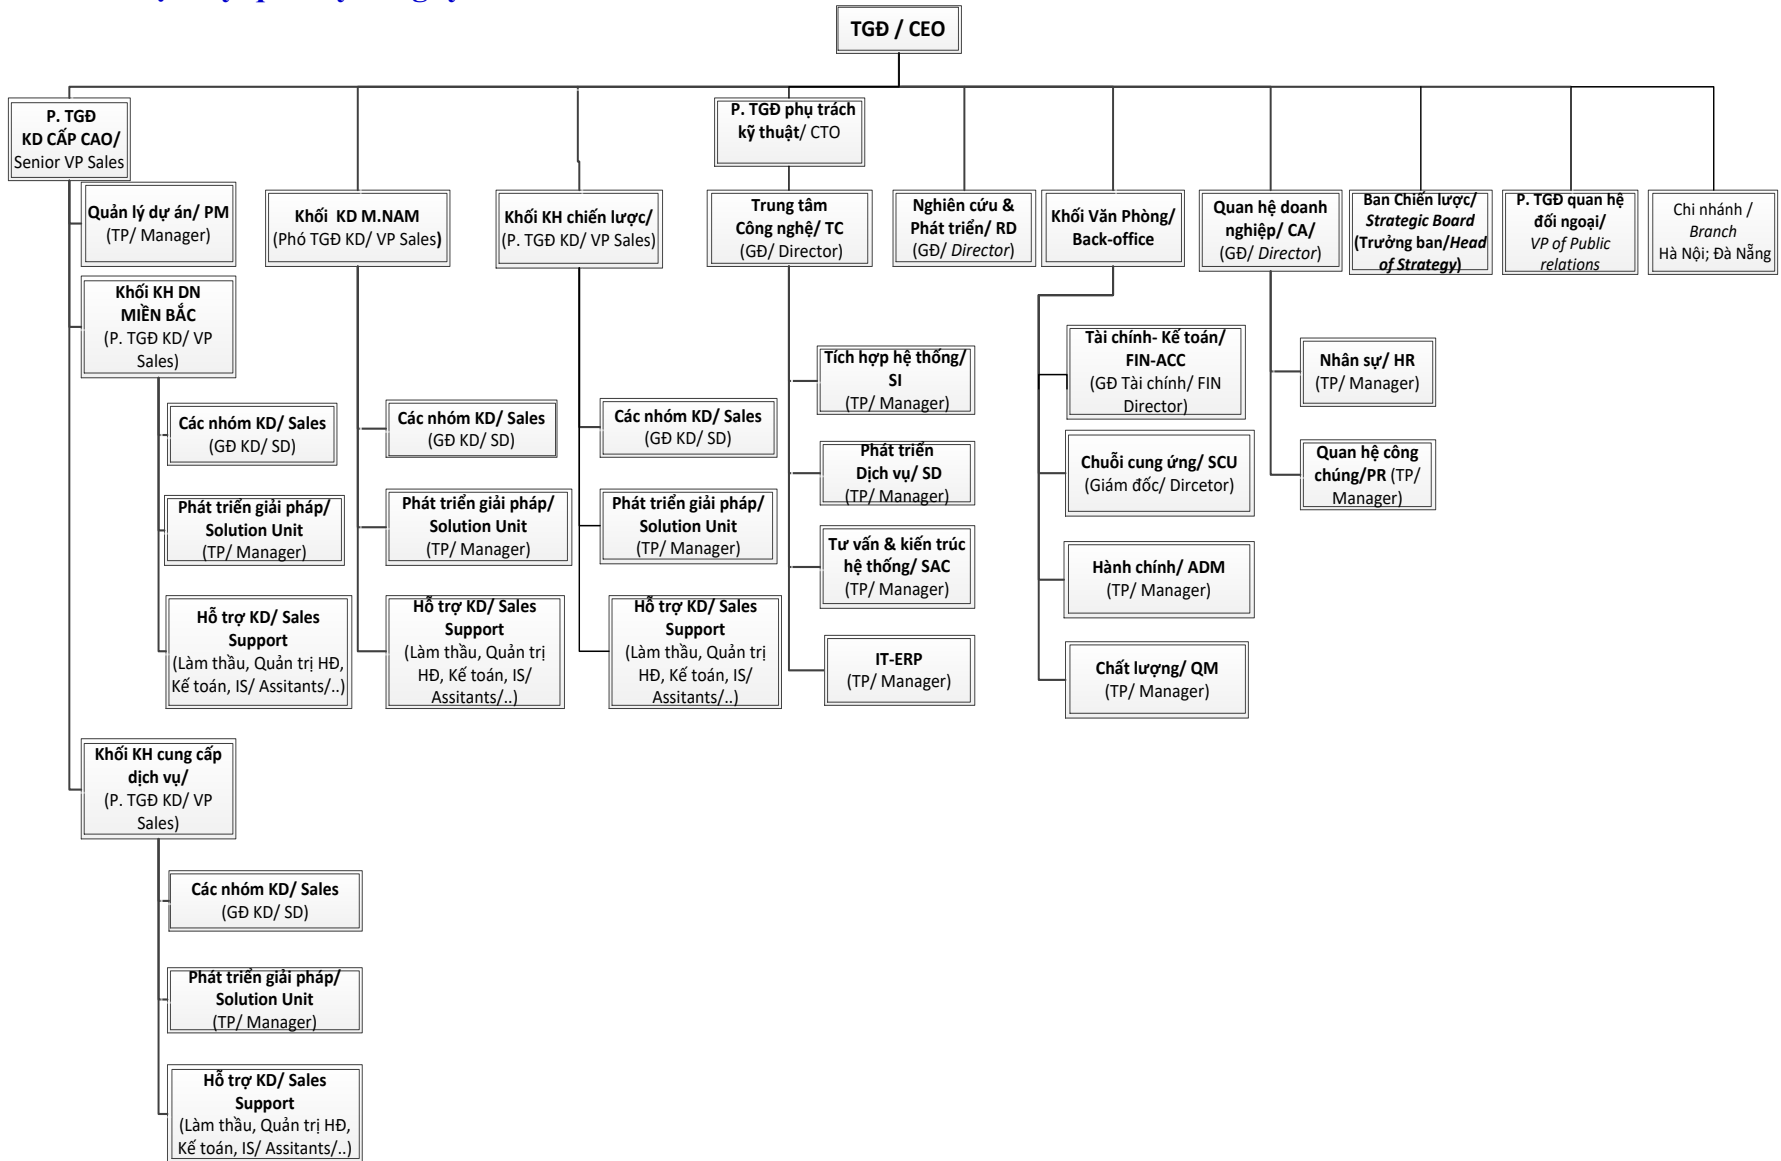 TGĐ / CEO
P. TGĐ
KD CẤP CAO/
Senior VP Sales
P. TGĐ phụ trách
kỹ thuật/ CTO
Quản lý dự án/ PM
(TP/ Manager)
Khối KD M.NAM
(Phó TGĐ KD/ VP Sales)
Khối KH chiến lược/
(P. TGĐ KD/ VP Sales)
Trung tâm
Công nghệ/ TC
(GĐ/ Director)
Nghiên cứu &
Phát triển/ RD
(GĐ/ Director)
Khối Văn Phòng/
Back-office
Quan hệ doanh
nghiệp/ CA/
(GĐ/ Director)
Ban Chiến lược/
Strategic Board
(Trưởng ban/Head
of Strategy)
P. TGĐ quan hệ
đối ngoại/
VP of Public
relations
Chi nhánh /
Branch
Hà Nội; Đà Nẵng
Khối KH DN
MIỀN BẮC
(P. TGĐ KD/ VP
Sales)
Các nhóm KD/ Sales
(GĐ KD/ SD)
Phát triển giải pháp/
Solution Unit
(TP/ Manager)
Hỗ trợ KD/ Sales
Support
(Làm thầu, Quản trị HĐ,
Kế toán, IS/ Assitants/..)
Các nhóm KD/ Sales
(GĐ KD/ SD)
Phát triển giải pháp/
Solution Unit
(TP/ Manager)
Hỗ trợ KD/ Sales
Support
(Làm thầu, Quản trị
HĐ, Kế toán, IS/
Assitants/..)
Các nhóm KD/ Sales
(GĐ KD/ SD)
Phát triển giải pháp/
Solution Unit
(TP/ Manager)
Hỗ trợ KD/ Sales
Support
(Làm thầu, Quản trị
HĐ, Kế toán, IS/
Assitants/..)
Tích hợp hệ thống/
SI
(TP/ Manager)
Phát triển
Dịch vụ/ SD
(TP/ Manager)
Tư vấn & kiến trúc
hệ thống/ SAC
(TP/ Manager)
IT-ERP
(TP/ Manager)
Tài chính- Kế toán/
FIN-ACC
(GĐ Tài chính/ FIN
Director)
Chuỗi cung ứng/ SCU
(Giám đốc/ Dircetor)
Hành chính/ ADM
(TP/ Manager)
Chất lượng/ QM
(TP/ Manager)
Nhân sự/ HR
(TP/ Manager)
Quan hệ công
chúng/PR (TP/
Manager)
Khối KH cung cấp
dịch vụ/
(P. TGĐ KD/ VP
Sales)
Các nhóm KD/ Sales
(GĐ KD/ SD)
Phát triển giải pháp/
Solution Unit
(TP/ Manager)
Hỗ trợ KD/ Sales
Support
(Làm thầu, Quản trị HĐ,
Kế toán, IS/ Assitants/..)